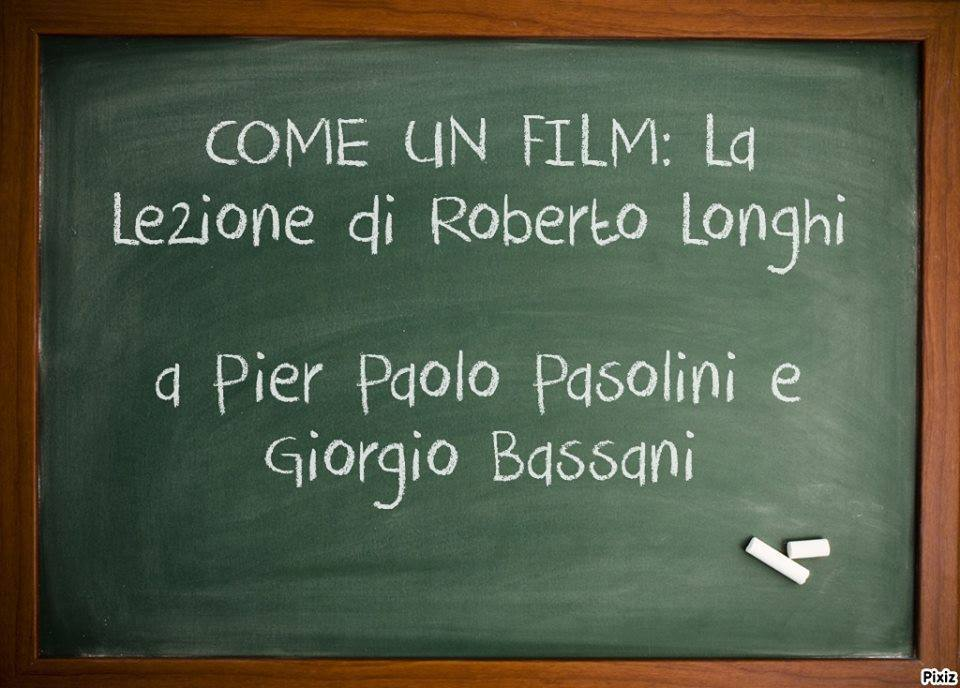 COME UN FILM: La
Lezione di Roberto Longhi
a Pier Paolo Pasolini e
Giorgio Bassani
Pixiz